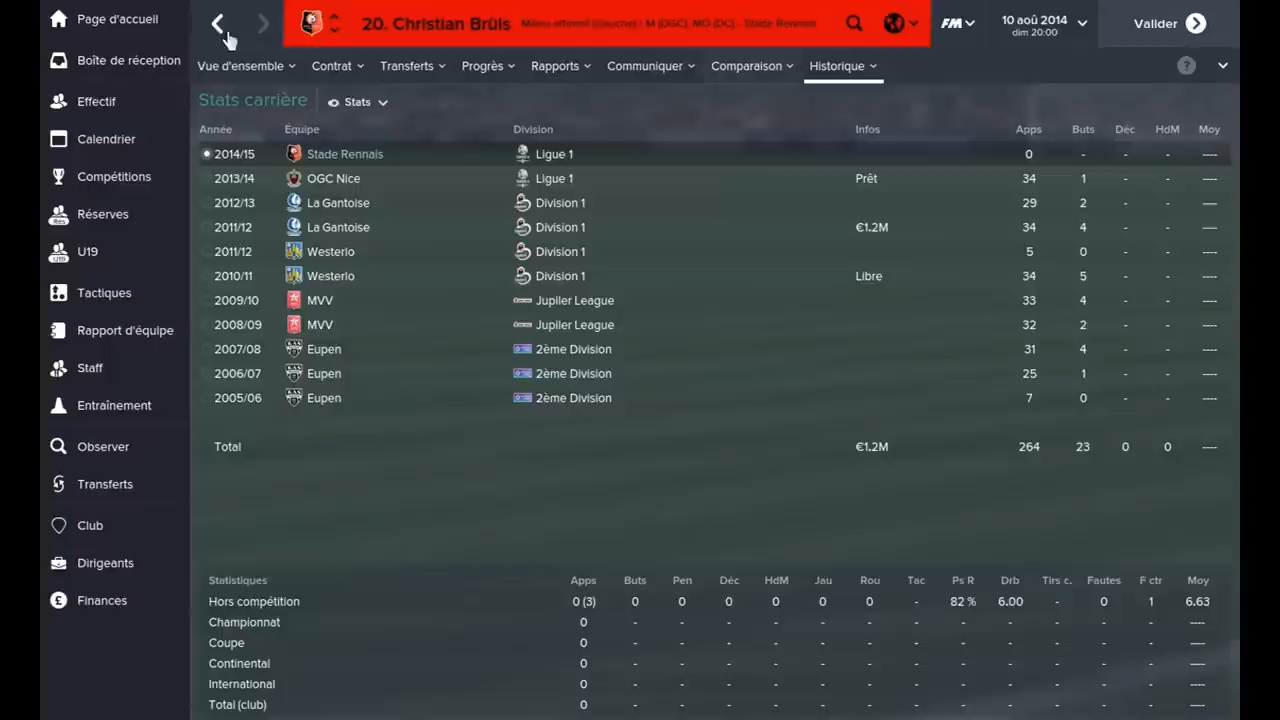 Page d'accueil
Boîte de réception
Effectif
Calendrier
Compétitions
Réserves
U19
Tactiques
Rapport d'équipe
Staff
Entraînement
Observer
Transferts
Club
Dirigeants
Finances
20. Christian Brüls Milieu offensif (Gauche) : M (DGC), MO (DC) - Stade Rennais
FM
10 aoû 2014
dim 20:00
Valider
Vue d'ensemble Contrat Transferts Progrès Rapports Communiquer Comparaison Historique ?
Stats carrière Stats
Année Équipe Division Infos Apps Buts Déc HdM Moy
2014/15 Stade Rennais Ligue 1 0 - - - ----
2013/14 OGC Nice Ligue 1 Prêt 34 1 - - ----
2012/13 La Gantoise Division 1 29 2 - - ----
2011/12 La Gantoise Division 1 €1.2M 34 4 - - ----
2011/12 Westerlo Division 1 5 0 - - ----
2010/11 Westerlo Division 1 Libre 34 5 - - ----
2009/10 MVV Jupiler League 33 4 - - ----
2008/09 MVV Jupiler League 32 2 - - ----
2007/08 Eupen 2ème Division 31 4 - - ----
2006/07 Eupen 2ème Division 25 1 - - ----
2005/06 Eupen 2ème Division 7 0 - - ----
Total €1.2M 264 23 0 0 ----
Statistiques Apps Buts Pen Déc HdM Jau Rou Tac Ps R Drb Tirs c. Fautes F ctr Moy
Hors compétition 0 (3) 0 0 0 0 0 0 - 82 % 6.00 - 0 1 6.63
Championnat 0 - - - - - - - - - - - - ----
Coupe 0 - - - - - - - - - - - - ----
Continental 0 - - - - - - - - - - - - ----
International 0 - - - - - - - - - - - - ----
Total (club) 0 - - - - - - - - - - - - ----